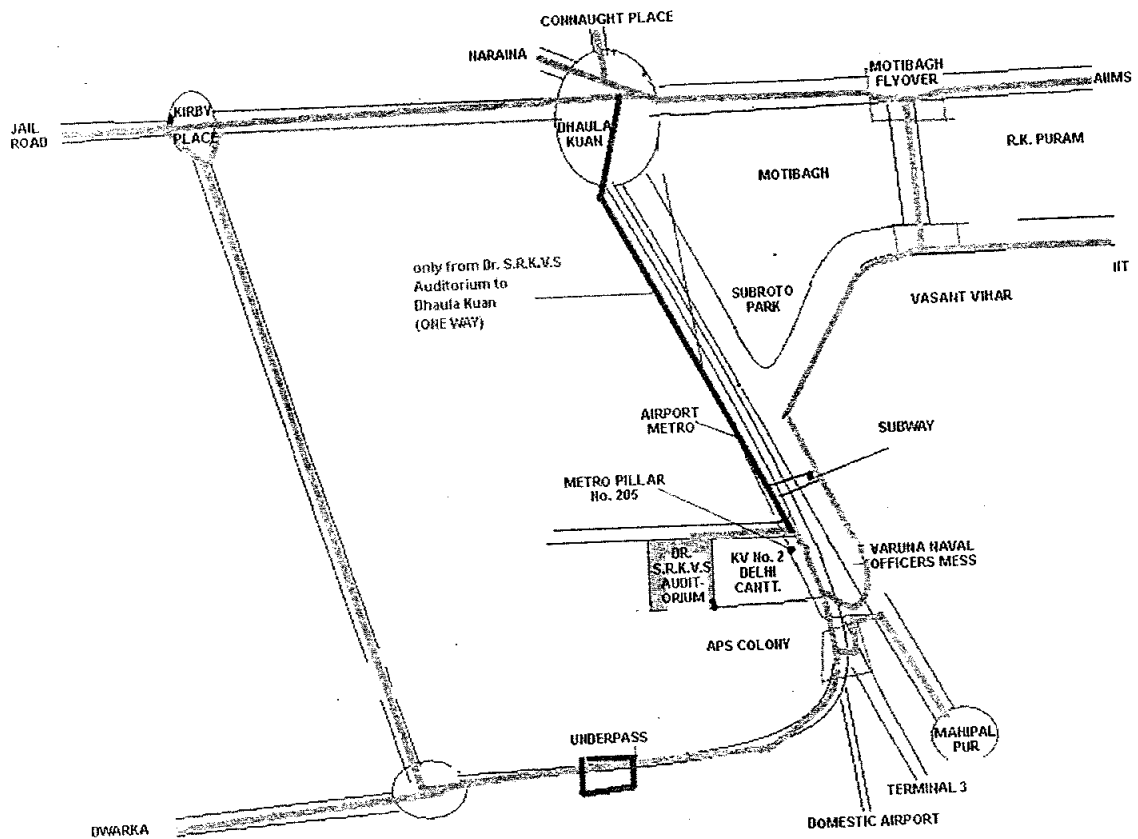 CONNAUGHT PLACE
NARAINA
MOTIBAGH
FLYOVER
AIIMS
KIRBY
PLACE
JAIL
ROAD
DHAULA
KUAN
R.K. PURAM
MOTIBAGH
only from Dr. S.R.K.V.S
Auditorium to
Dhaula Kuan
(ONE WAY)
SUBROTO
PARK
VASANT VIHAR
IIT
AIRPORT
METRO
SUBWAY
METRO PILLAR
No. 205
DR.
S.R.K.V.S
AUDIT-
ORIUM
KV No. 2
DELHI
CANTT.
VARUNA NAVAL
OFFICERS MESS
APS COLONY
UNDERPASS
MAHIPAL
PUR
TERMINAL 3
DOMESTIC AIRPORT
DWARKA